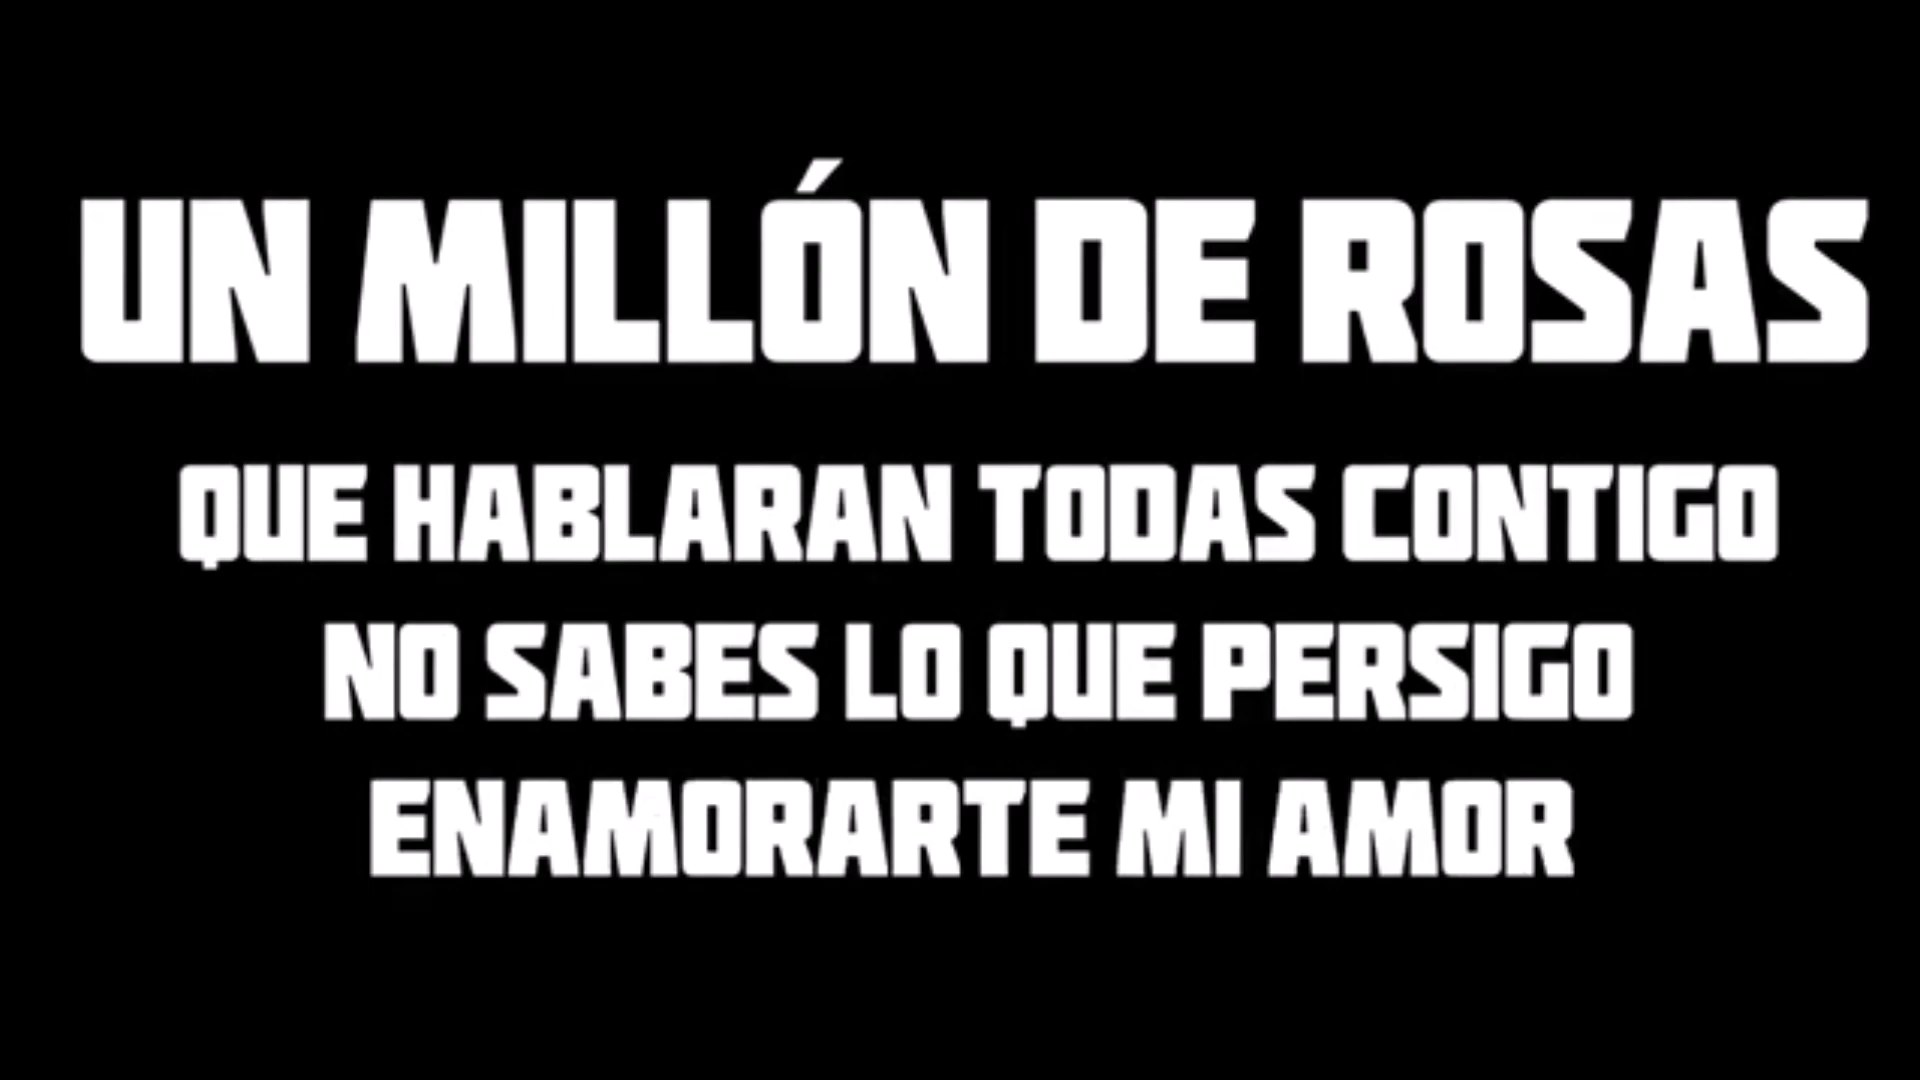 UN MILLÓN DE ROSAS
QUE HABLARAN TODAS CONTIGO
NO SABES LO QUE PERSIGO
ENAMORARTE MI AMOR